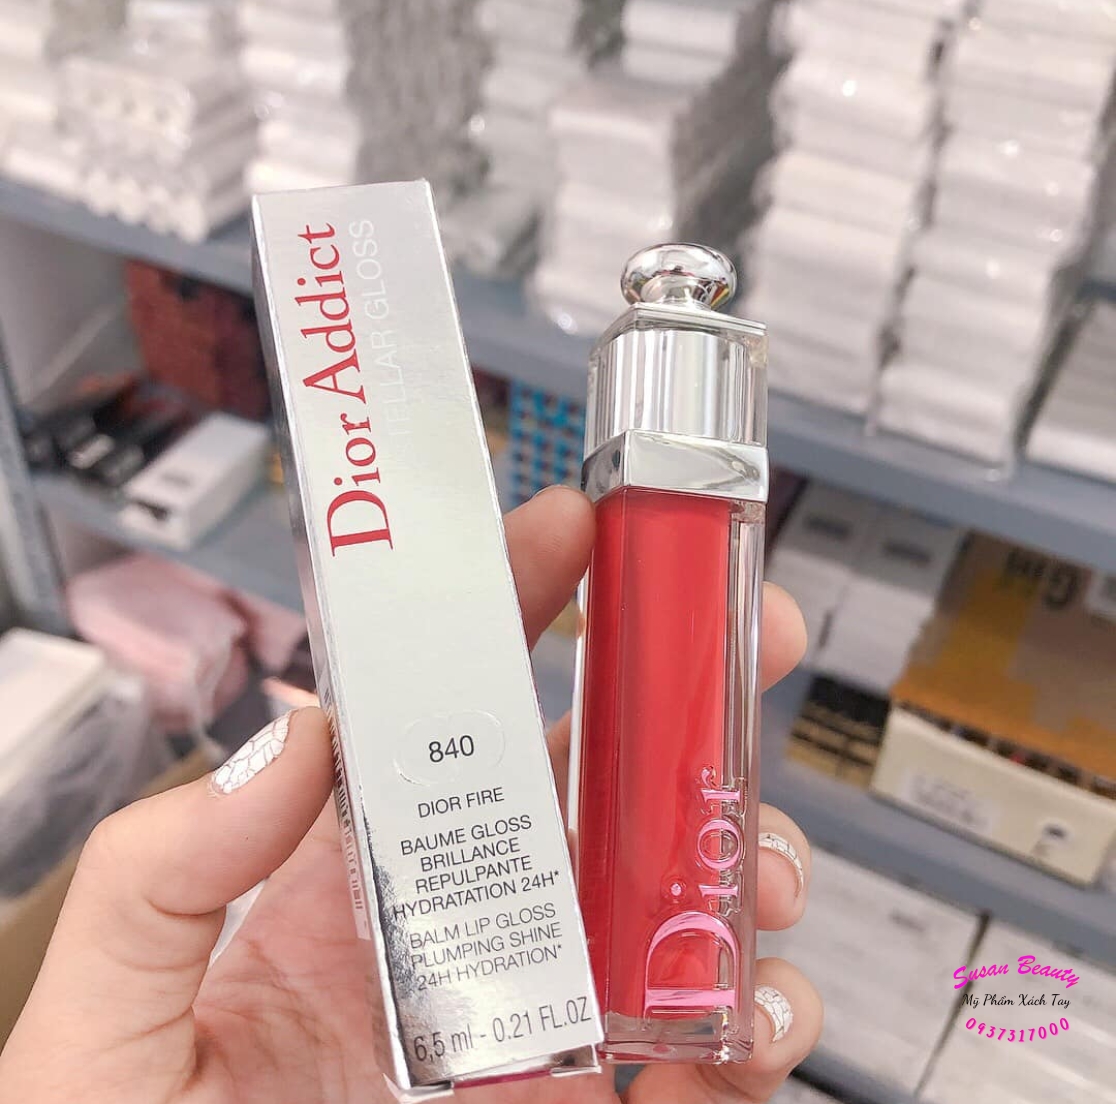 Dior Addict
STELLAR GLOSS
840
DIOR FIRE
BAUME GLOSS
BRILLANCE
REPULPANTE
HYDRATATION 24H*
BALM LIP GLOSS
PLUMPING SHINE
24H HYDRATION*
6,5 ml - 0.21 FL.OZ
Dior
Susan Beauty
Mỹ Phẩm Xách Tay
0937317000